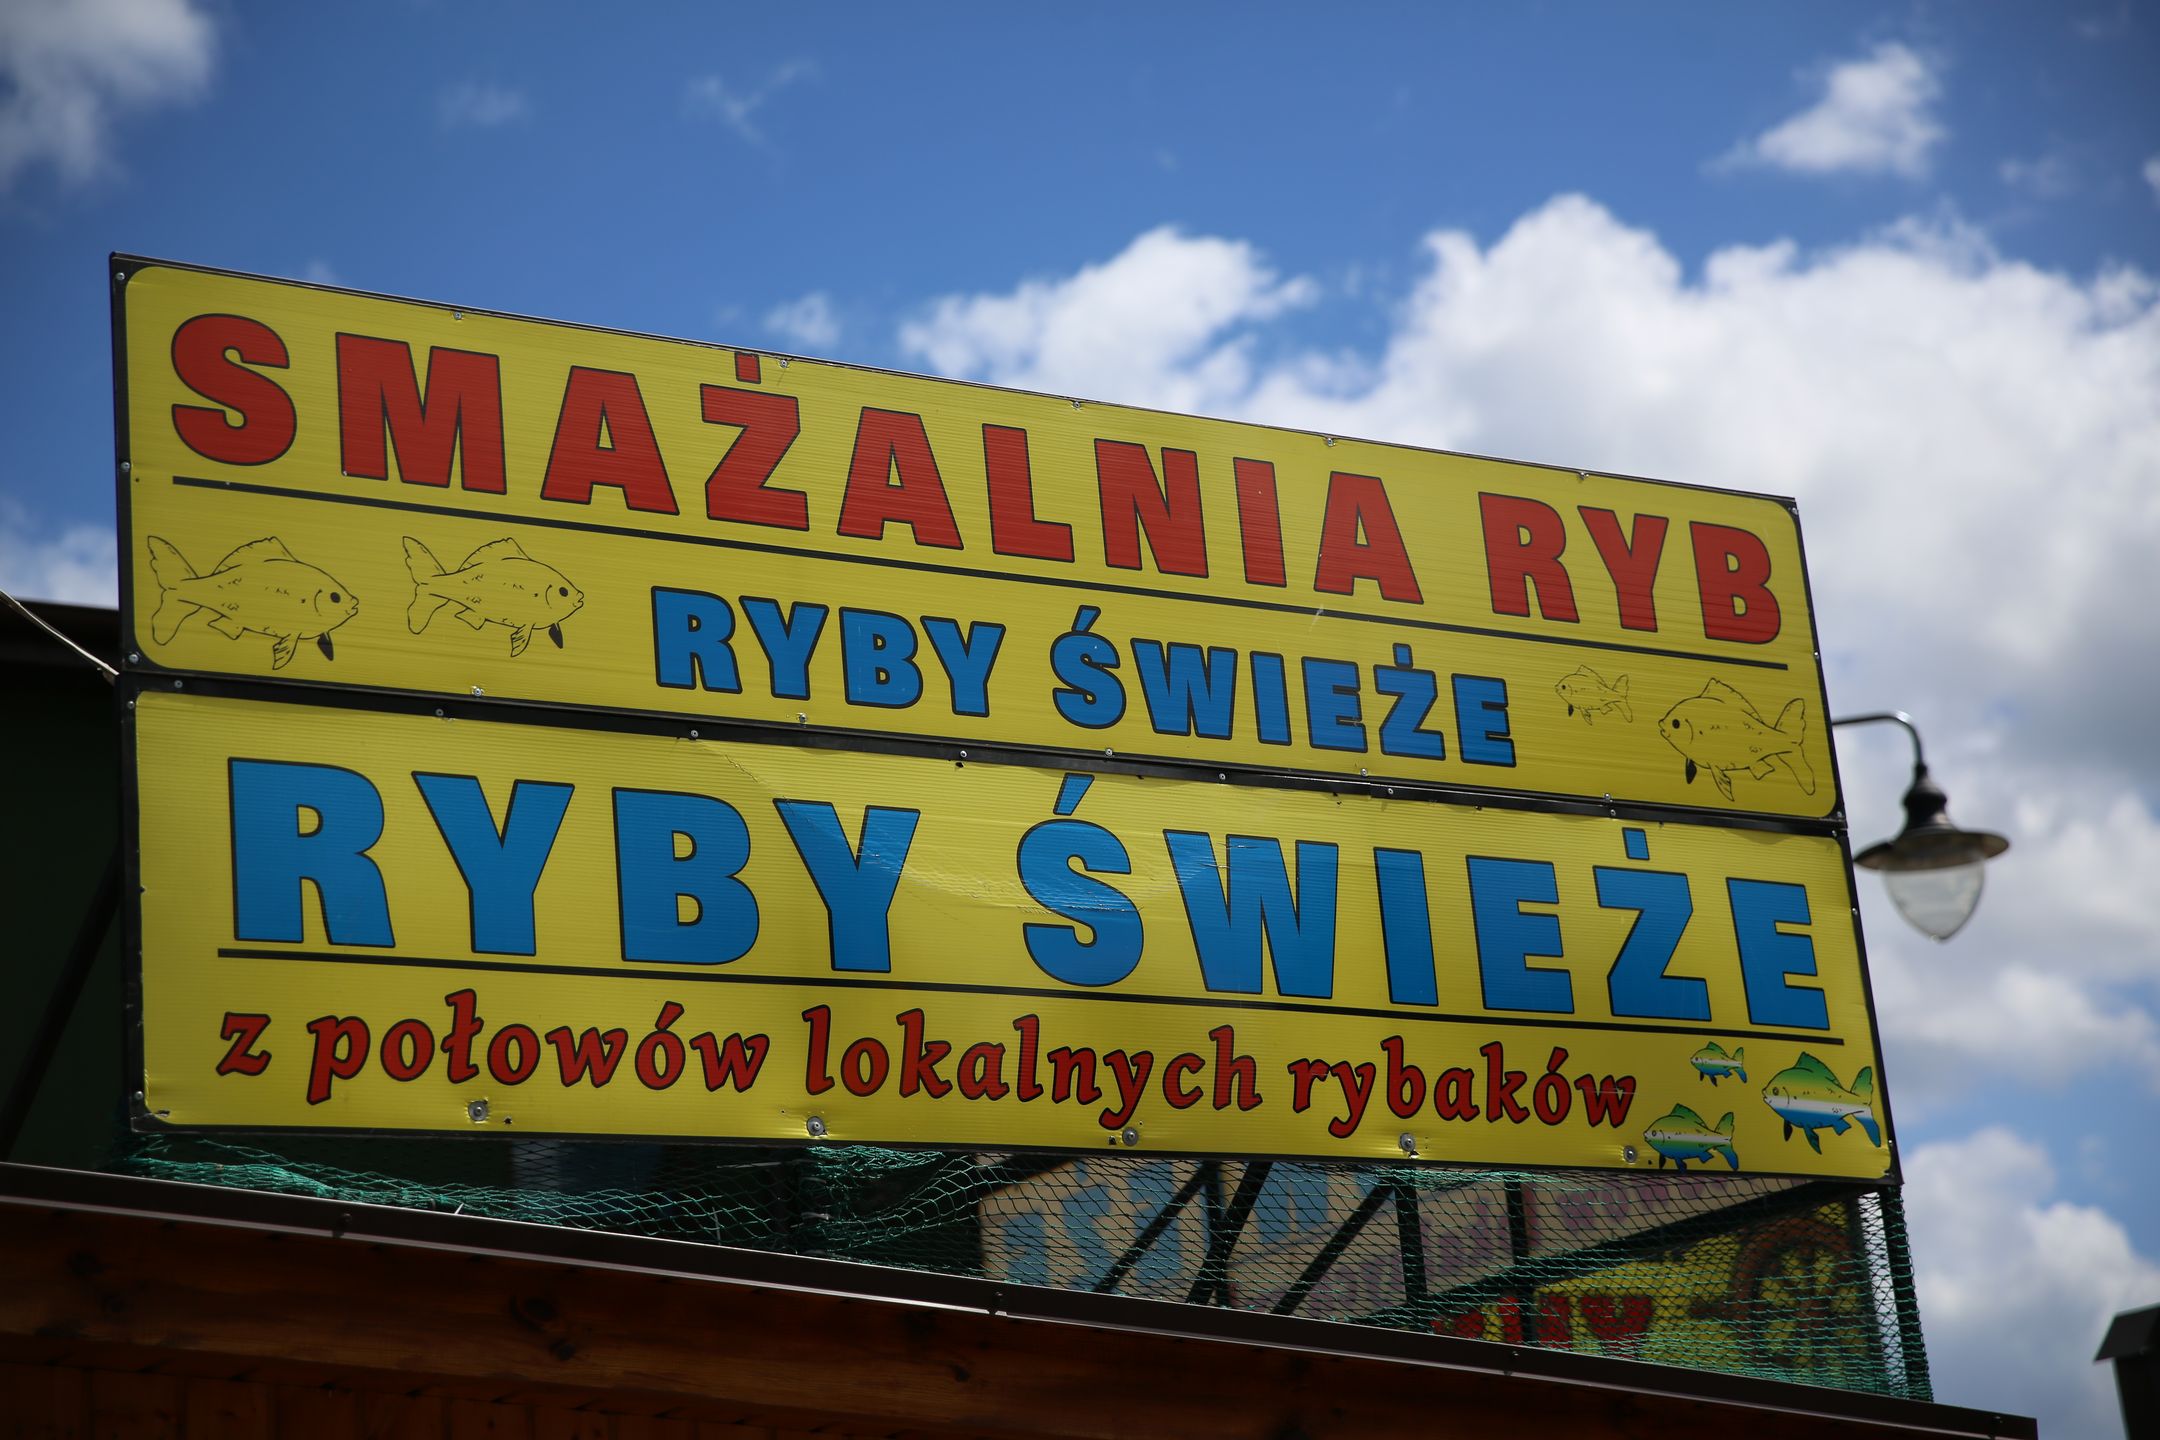 SMAŻALNIA RYB
RYBY ŚWIEŻE
RYBY ŚWIEŻE
z połowów lokalnych rybaków